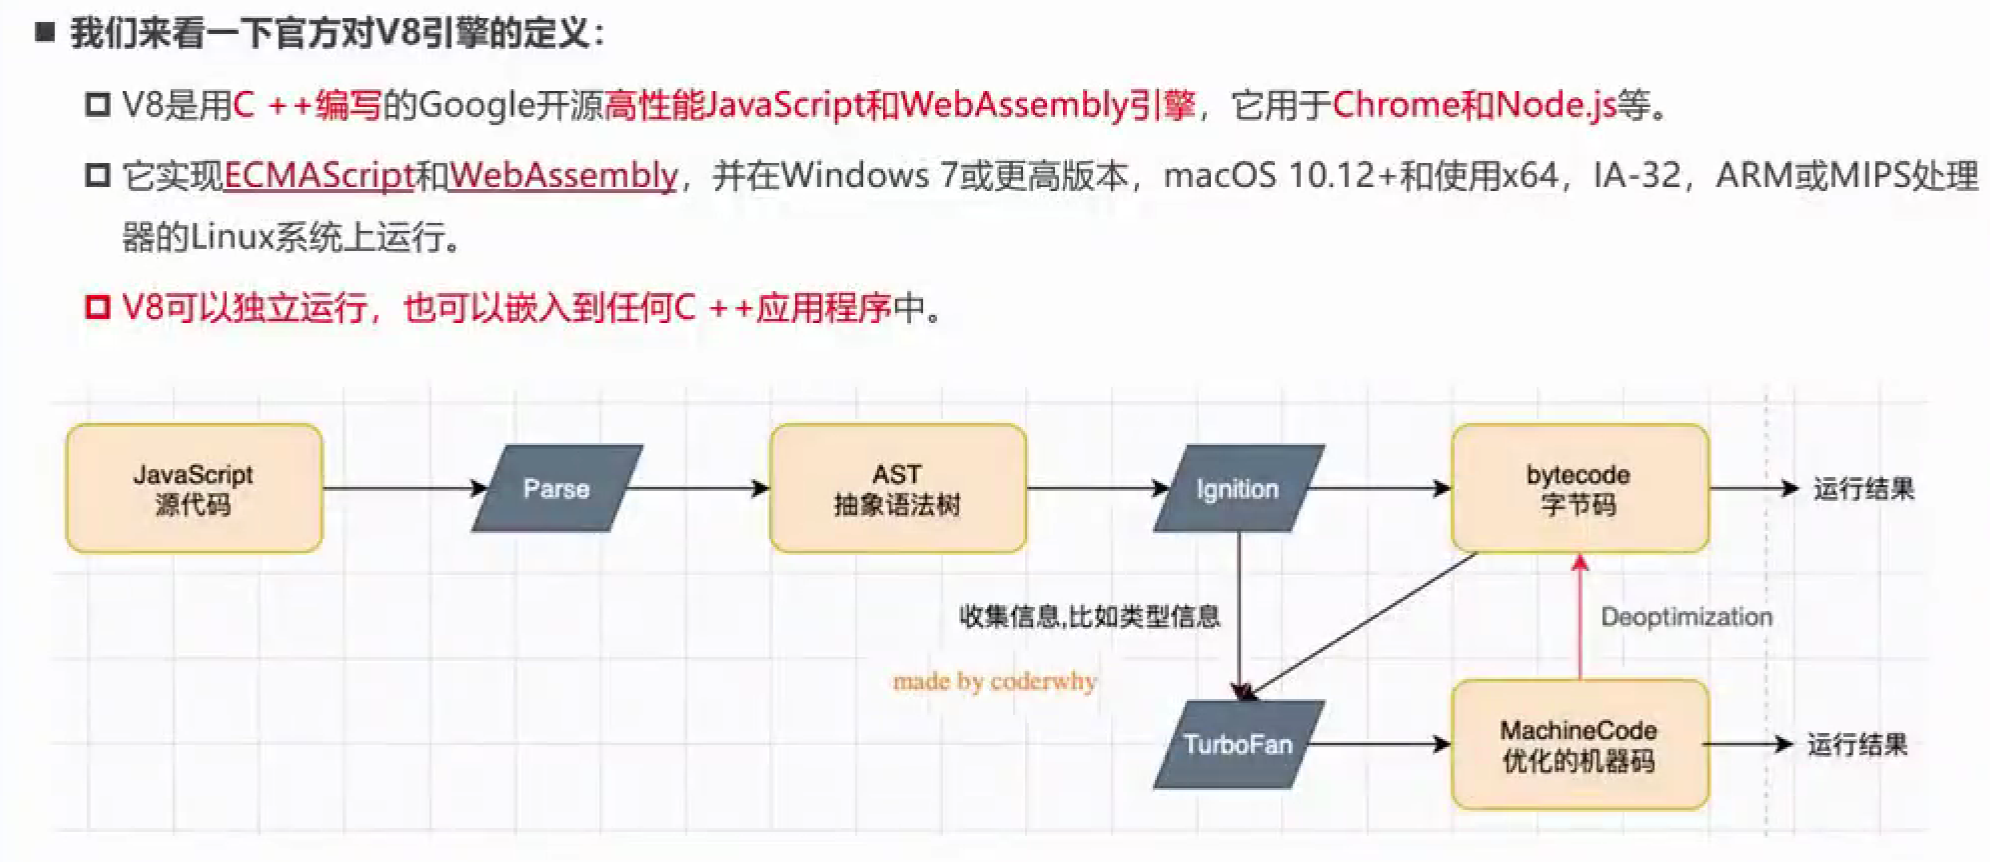 我们来看一下官方对V8引擎的定义：
V8是用C ++编写的Google开源高性能JavaScript和WebAssembly引擎，它用于Chrome和Node.js等。
它实现ECMAScript和WebAssembly，并在Windows 7或更高版本，macOS 10.12+和使用x64，IA-32，ARM或MIPS处理
器的Linux系统上运行。
V8可以独立运行，也可以嵌入到任何C ++应用程序中。
JavaScript
源代码
Parse
AST
抽象语法树
Ignition
bytecode
字节码
运行结果
收集信息,比如类型信息
Deoptimization
made by coderwhy
TurboFan
MachineCode
优化的机器码
运行结果